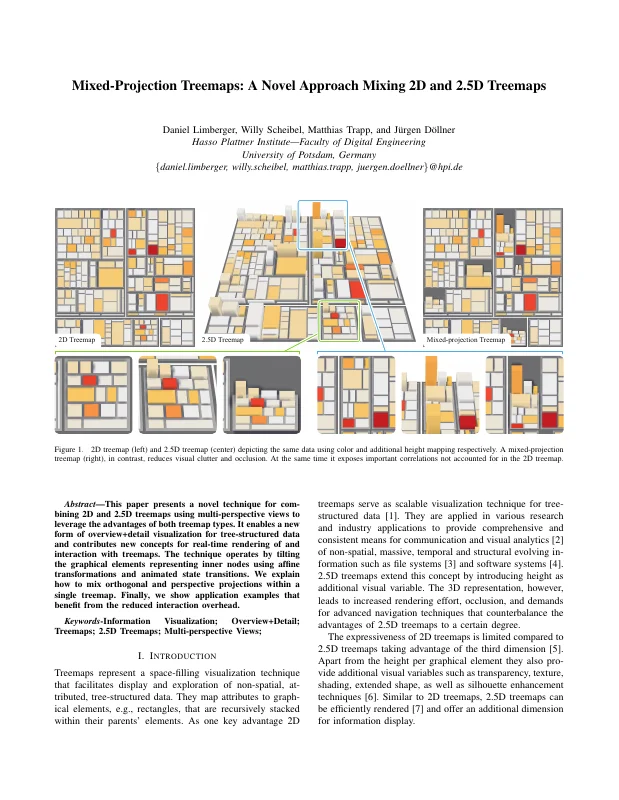 Mixed-Projection Treemaps: A Novel Approach Mixing 2D and 2.5D Treemaps
Daniel Limberger, Willy Scheibel, Matthias Trapp, and Jürgen Döllner
Hasso Plattner Institute—Faculty of Digital Engineering
University of Potsdam, Germany
{daniel.limberger, willy.scheibel, matthias.trapp, juergen.doellner}@hpi.de
2D Treemap
2.5D Treemap
Mixed-projection Treemap
Figure 1. 2D treemap (left) and 2.5D treemap (center) depicting the same data using color and additional height mapping respectively. A mixed-projection
treemap (right), in contrast, reduces visual clutter and occlusion. At the same time it exposes important correlations not accounted for in the 2D treemap.
Abstract—This paper presents a novel technique for com-
bining 2D and 2.5D treemaps using multi-perspective views to
leverage the advantages of both treemap types. It enables a new
form of overview+detail visualization for tree-structured data
and contributes new concepts for real-time rendering of and
interaction with treemaps. The technique operates by tilting
the graphical elements representing inner nodes using affine
transformations and animated state transitions. We explain
how to mix orthogonal and perspective projections within a
single treemap. Finally, we show application examples that
benefit from the reduced interaction overhead.
Keywords-Information Visualization; Overview+Detail;
Treemaps; 2.5D Treemaps; Multi-perspective Views;
I. Introduction
Treemaps represent a space-filling visualization technique
that facilitates display and exploration of non-spatial, at-
tributed, tree-structured data. They map attributes to graph-
ical elements, e.g., rectangles, that are recursively stacked
within their parents' elements. As one key advantage 2D
treemaps serve as scalable visualization technique for tree-
structured data [1]. They are applied in various research
and industry applications to provide comprehensive and
consistent means for communication and visual analytics [2]
of non-spatial, massive, temporal and structural evolving in-
formation such as file systems [3] and software systems [4].
2.5D treemaps extend this concept by introducing height as
additional visual variable. The 3D representation, however,
leads to increased rendering effort, occlusion, and demands
for advanced navigation techniques that counterbalance the
advantages of 2.5D treemaps to a certain degree.
The expressiveness of 2D treemaps is limited compared to
2.5D treemaps taking advantage of the third dimension [5].
Apart from the height per graphical element they also pro-
vide additional visual variables such as transparency, texture,
shading, extended shape, as well as silhouette enhancement
techniques [6]. Similar to 2D treemaps, 2.5D treemaps can
be efficiently rendered [7] and offer an additional dimension
for information display.